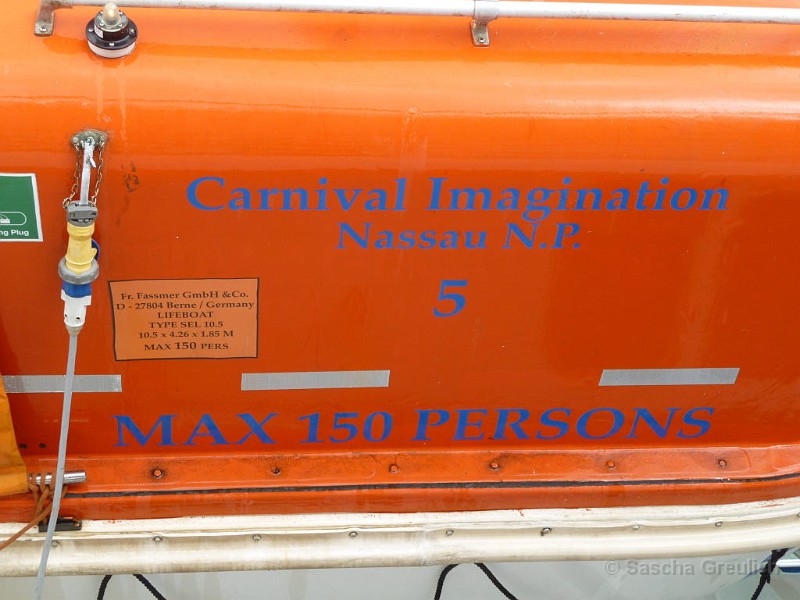 Carnival Imagination
Nassau N.P.
5
ng Plug
Fr. Fassmer GmbH &Co.
D - 27804 Berne / Germany
LIFEBOAT
TYPE SEL 10.5
10.5 x 4.26 x 1.85 M
MAX 150 PERS
MAX 150 PERSONS
© Sascha Greulich